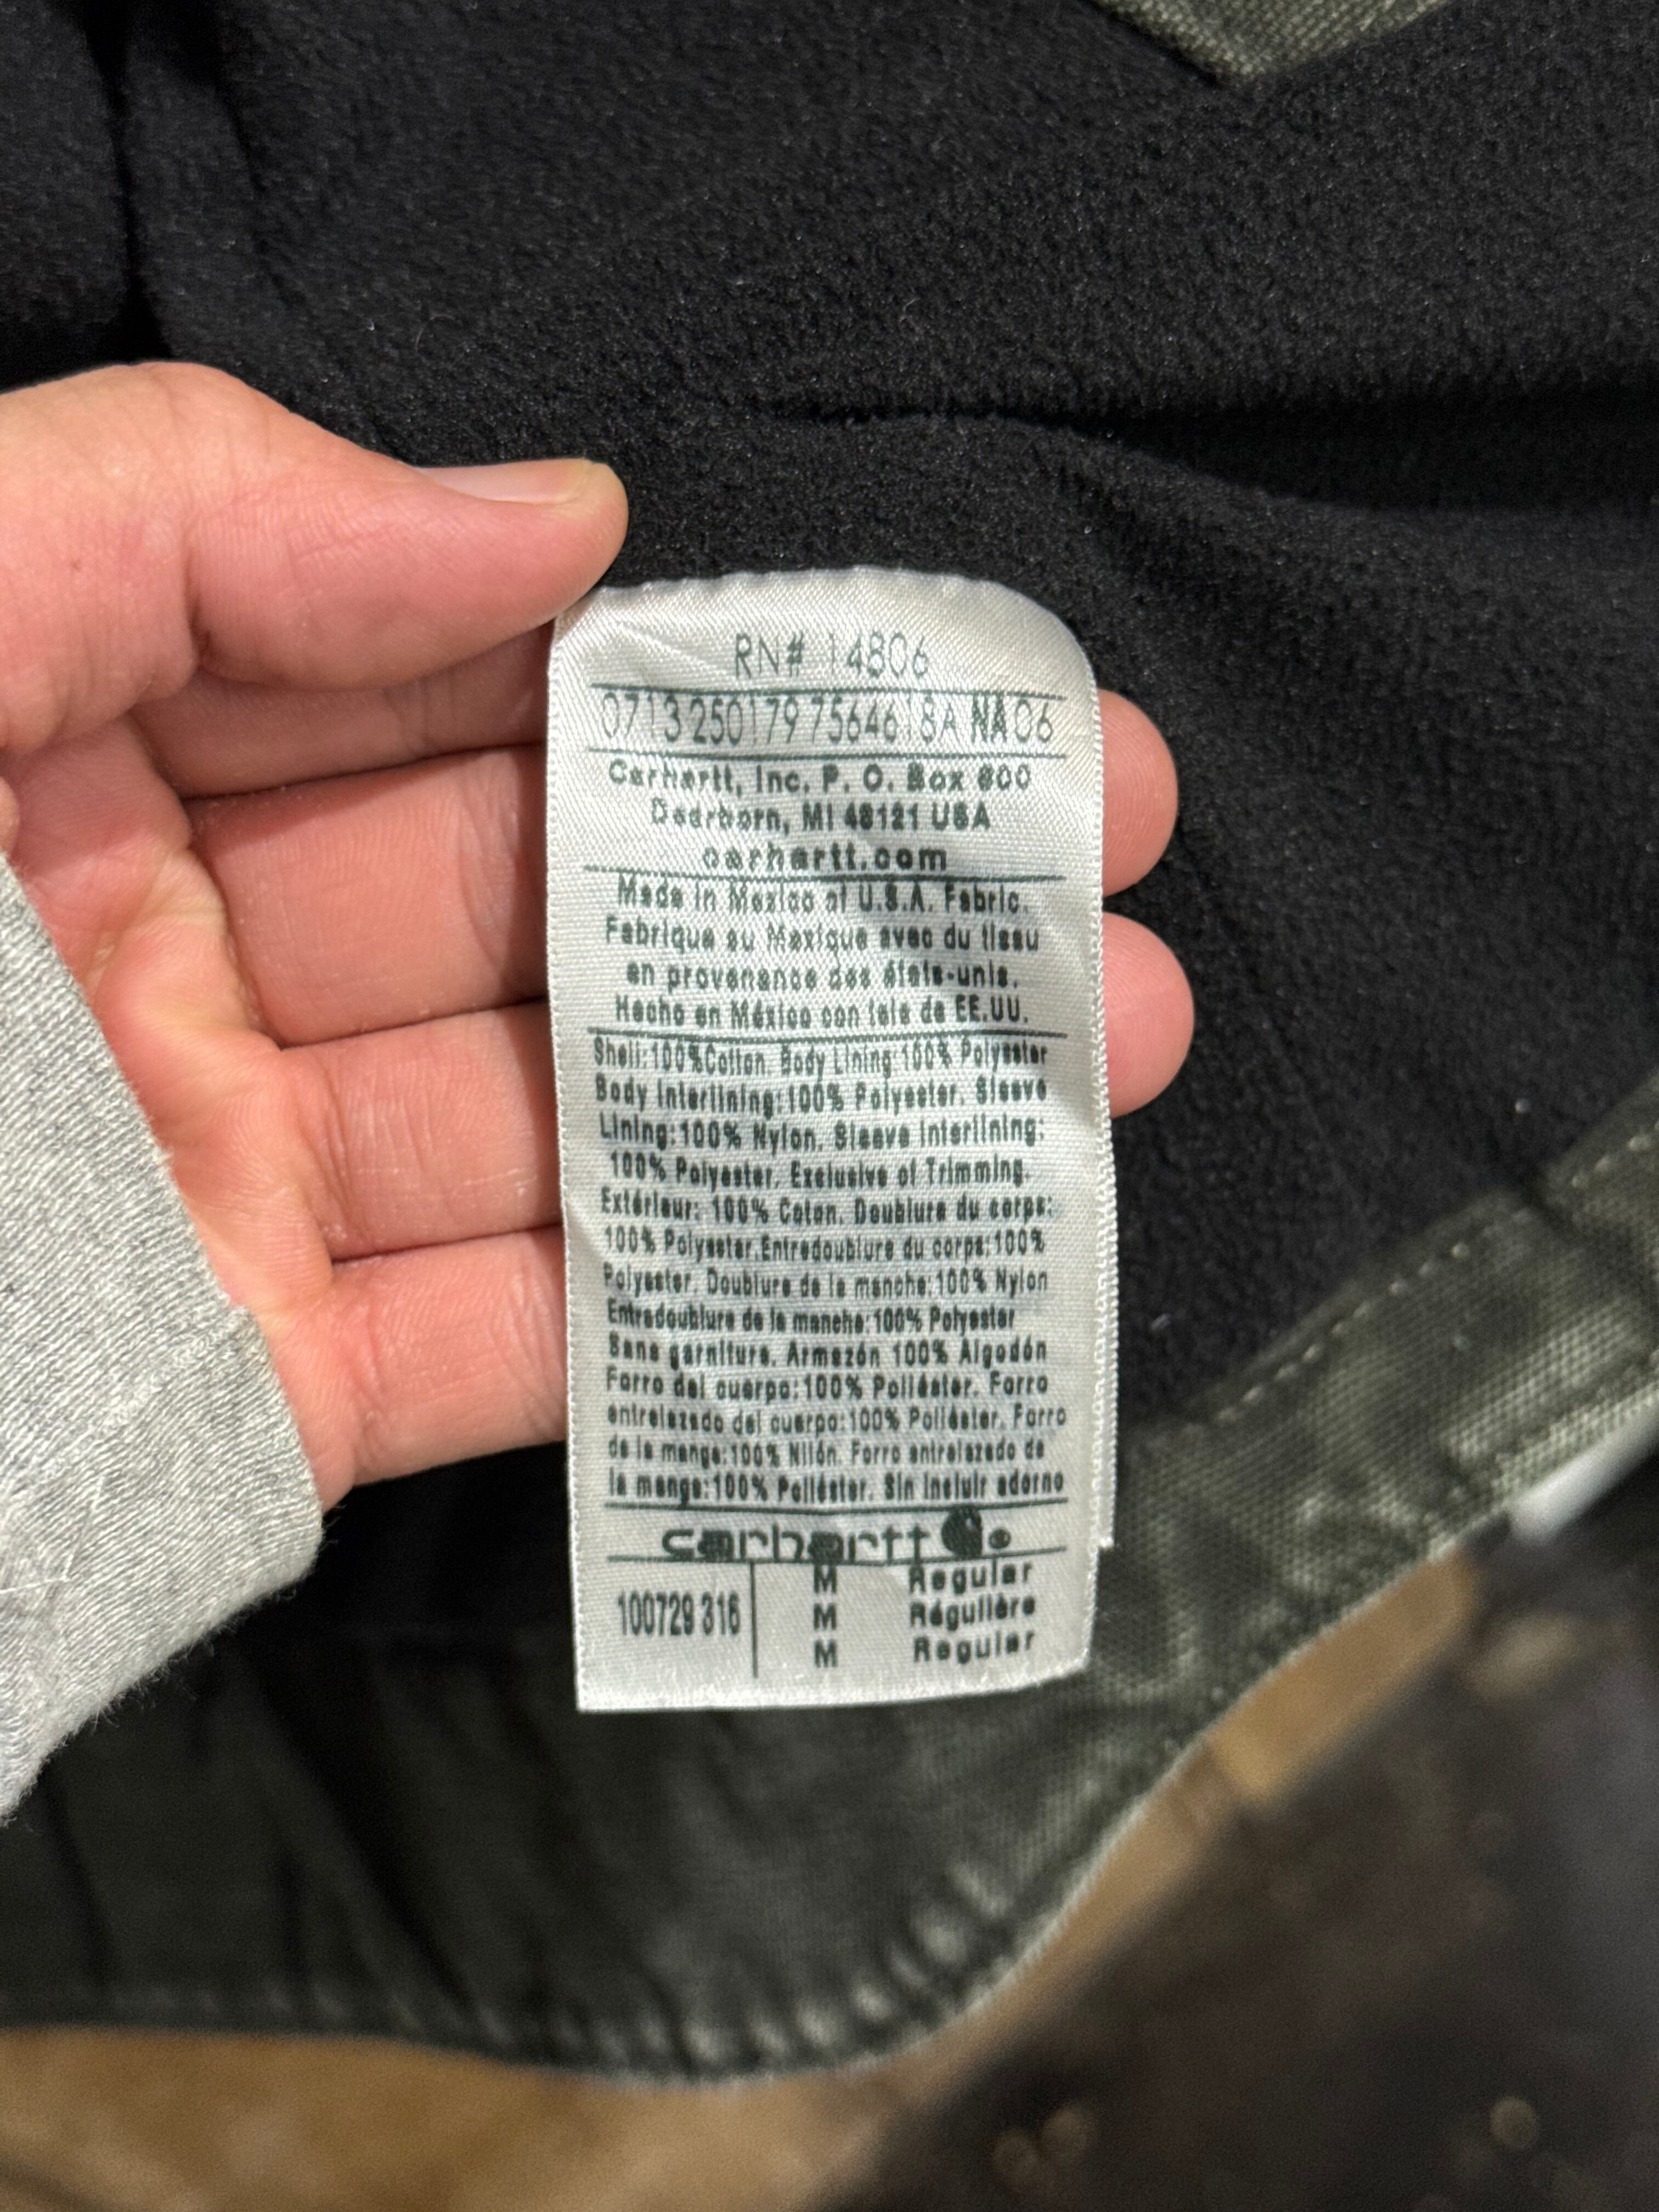 RN# 14806
0713 250179 7564618A NA 06
Carhartt, Inc. P. O. Box 600
Dearborn, MI 48121 USA
carhartt.com
Made in Mexico of U.S.A. Fabric.
Fabrique au Mexique avec du tissu
en provenance des états-unis.
Hecho en México con tela de EE.UU.
Shell:100%Cotton. Body Lining:100% Polyester
Body Interlining:100% Polyester. Sleeve
Lining:100% Nylon. Sleeve Interlining:
100% Polyester. Exclusive of Trimming.
Extérieur: 100% Coton. Doublure du corps:
100% Polyester.Entredoublure du corps:100%
Polyester. Doublure de la manche:100% Nylon
Entredoublure de la manche:100% Polyester
Sans garniture. Armazón 100% Algodón
Forro del cuerpo:100% Poliéster. Forro
entrelazado del cuerpo:100% Poliéster. Forro
de la manga:100% Nilón. Forro entrelazado de
la manga:100% Poliéster. Sin incluir adorno
carhartt ®
M Regular
100729 316 M Régulière
M Regular